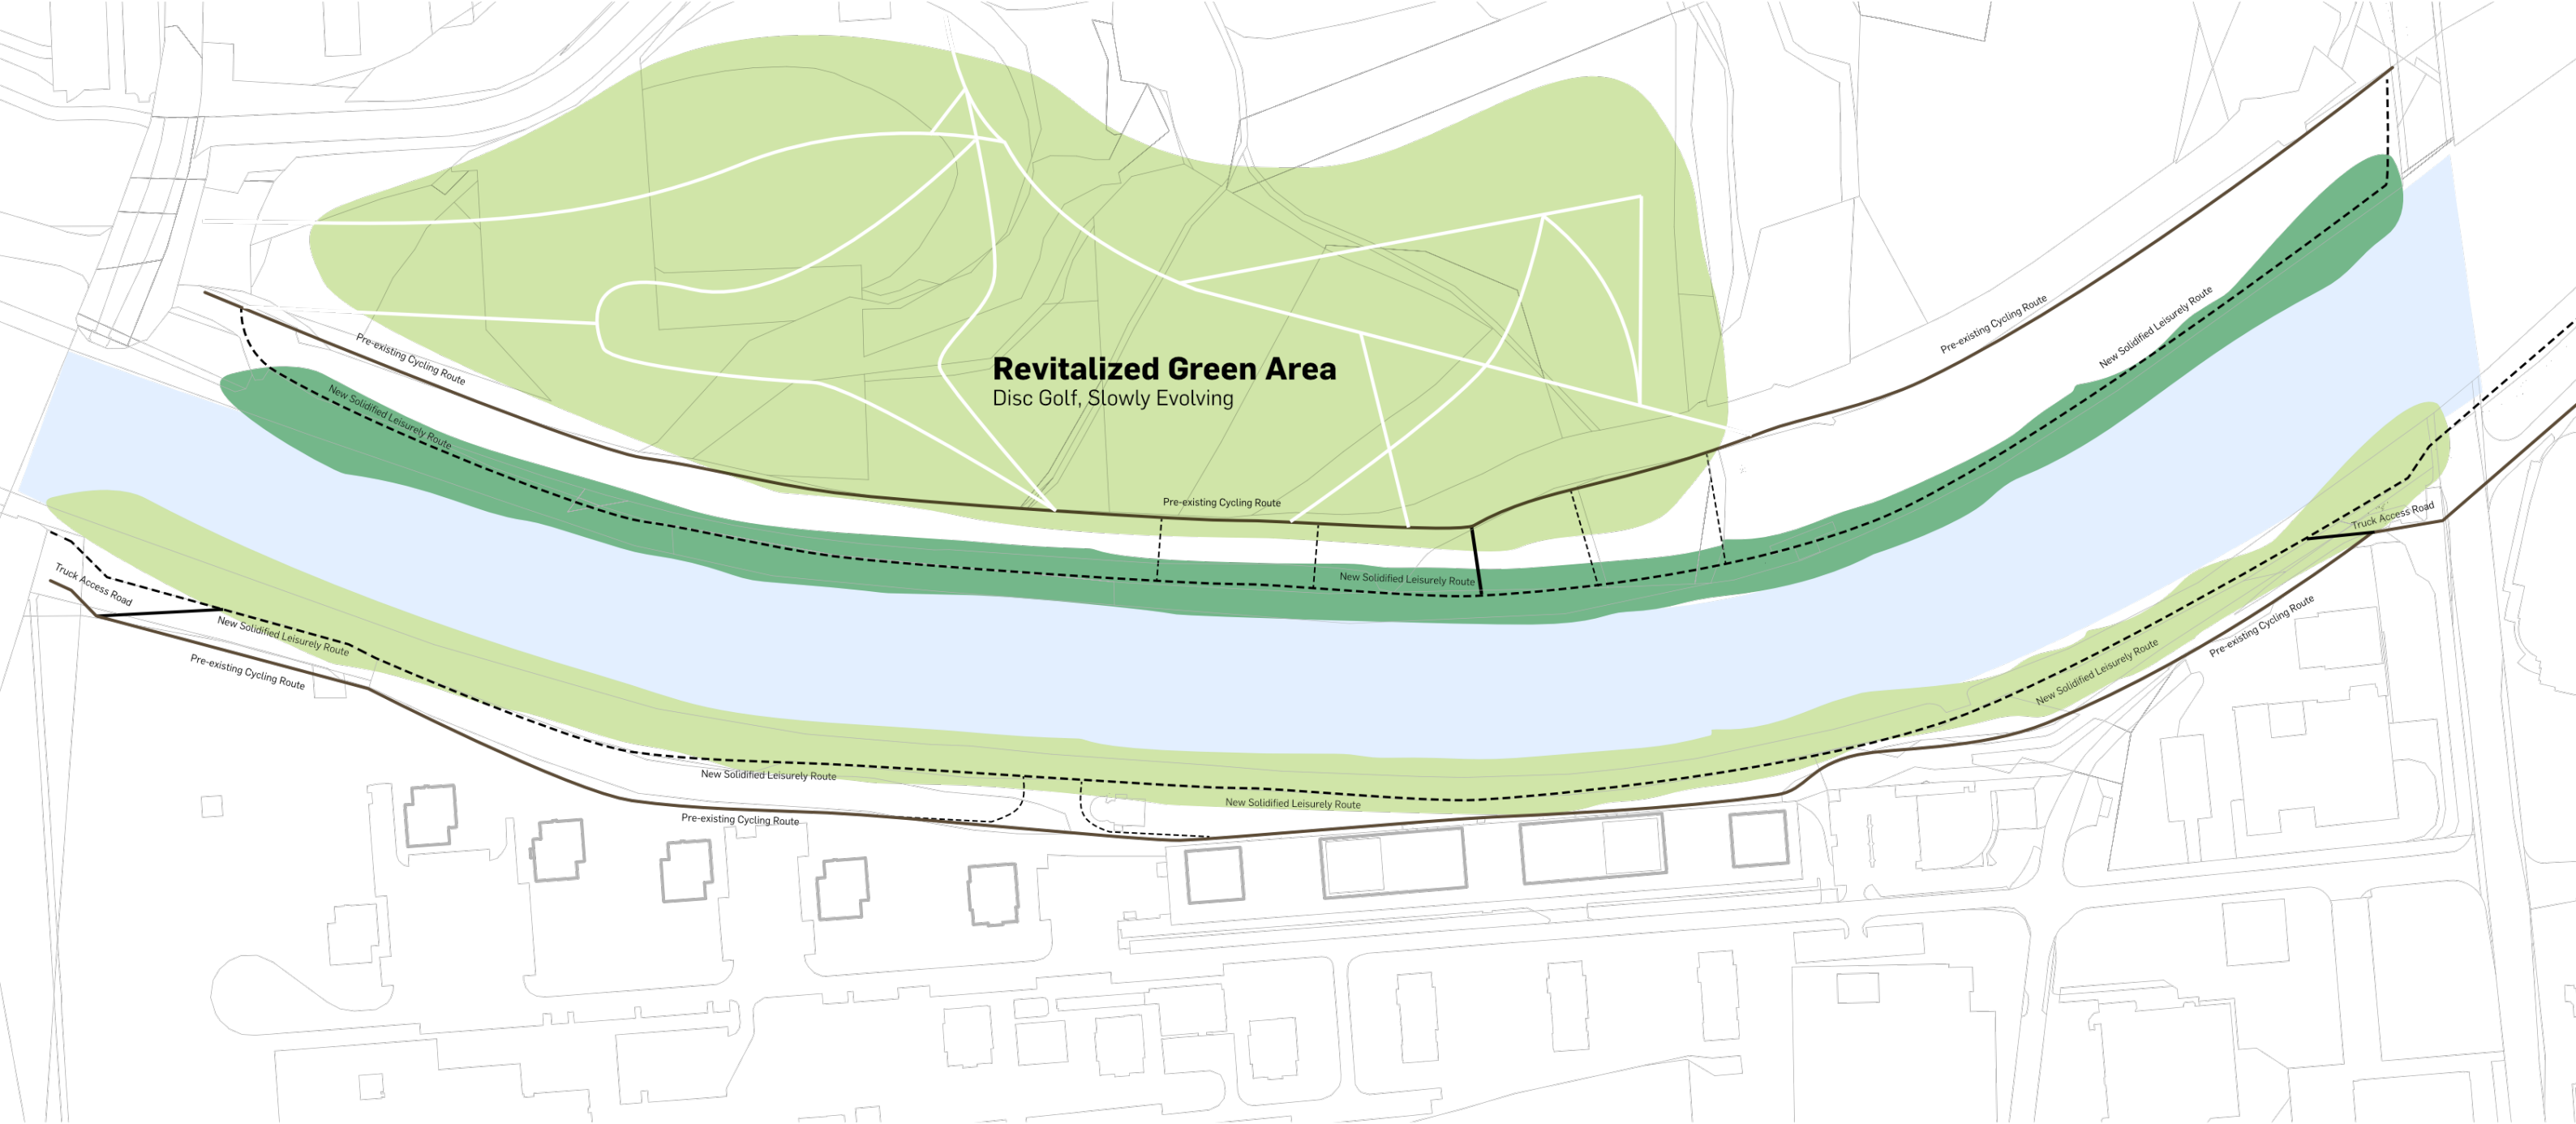 Pre-existing Cycling Route
New Solidified Leisurely Route
Pre-existing Cycling Route
New Solidified Leisurely Route
Revitalized Green Area
Disc Golf, Slowly Evolving
Pre-existing Cycling Route
New Solidified Leisurely Route
Truck Access Road
Truck Access Road
New Solidified Leisurely Route
Pre-existing Cycling Route
Pre-existing Cycling Route
New Solidified Leisurely Route
New Solidified Leisurely Route
New Solidified Leisurely Route
Pre-existing Cycling Route